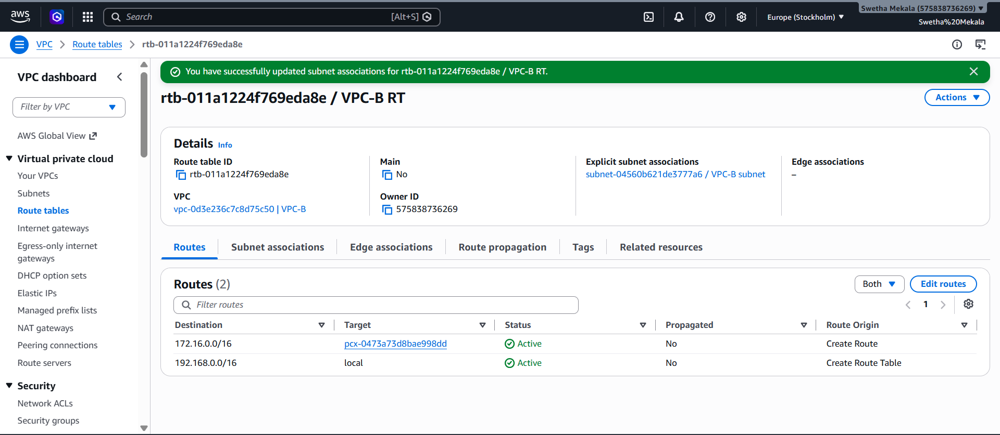 aws
Search
[Alt+S]
Europe (Stockholm)
Swetha Mekala (575838736269)
Swetha%20Mekala
VPC
Route tables
rtb-011a1224f769eda8e
VPC dashboard
Filter by VPC
AWS Global View
Virtual private cloud
Your VPCs
Subnets
Route tables
Internet gateways
Egress-only internet
gateways
DHCP option sets
Elastic IPs
Managed prefix lists
NAT gateways
Peering connections
Route servers
Security
Network ACLs
Security groups
You have successfully updated subnet associations for rtb-011a1224f769eda8e / VPC-B RT.
rtb-011a1224f769eda8e / VPC-B RT
Actions
Details Info
Route table ID
rtb-011a1224f769eda8e
Main
No
Explicit subnet associations
subnet-04560b621de3777a6 / VPC-B subnet
Edge associations
–
VPC
vpc-0d3e236c7c8d75c50 | VPC-B
Owner ID
575838736269
Routes Subnet associations Edge associations Route propagation Tags Related resources
Routes (2)
Both
Edit routes
Filter routes
1
Destination Target Status Propagated Route Origin
172.16.0.0/16 pcx-0473a73d8bae998dd Active No Create Route
192.168.0.0/16 local Active No Create Route Table